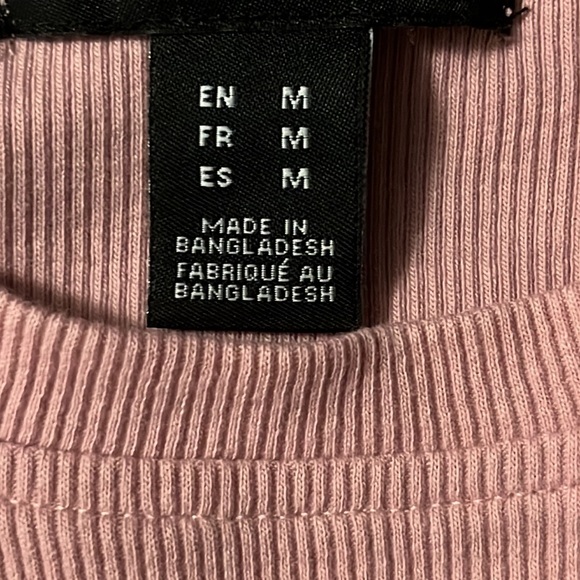 EN M
FR M
ES M
MADE IN
BANGLADESH
FABRIQUÉ AU
BANGLADESH